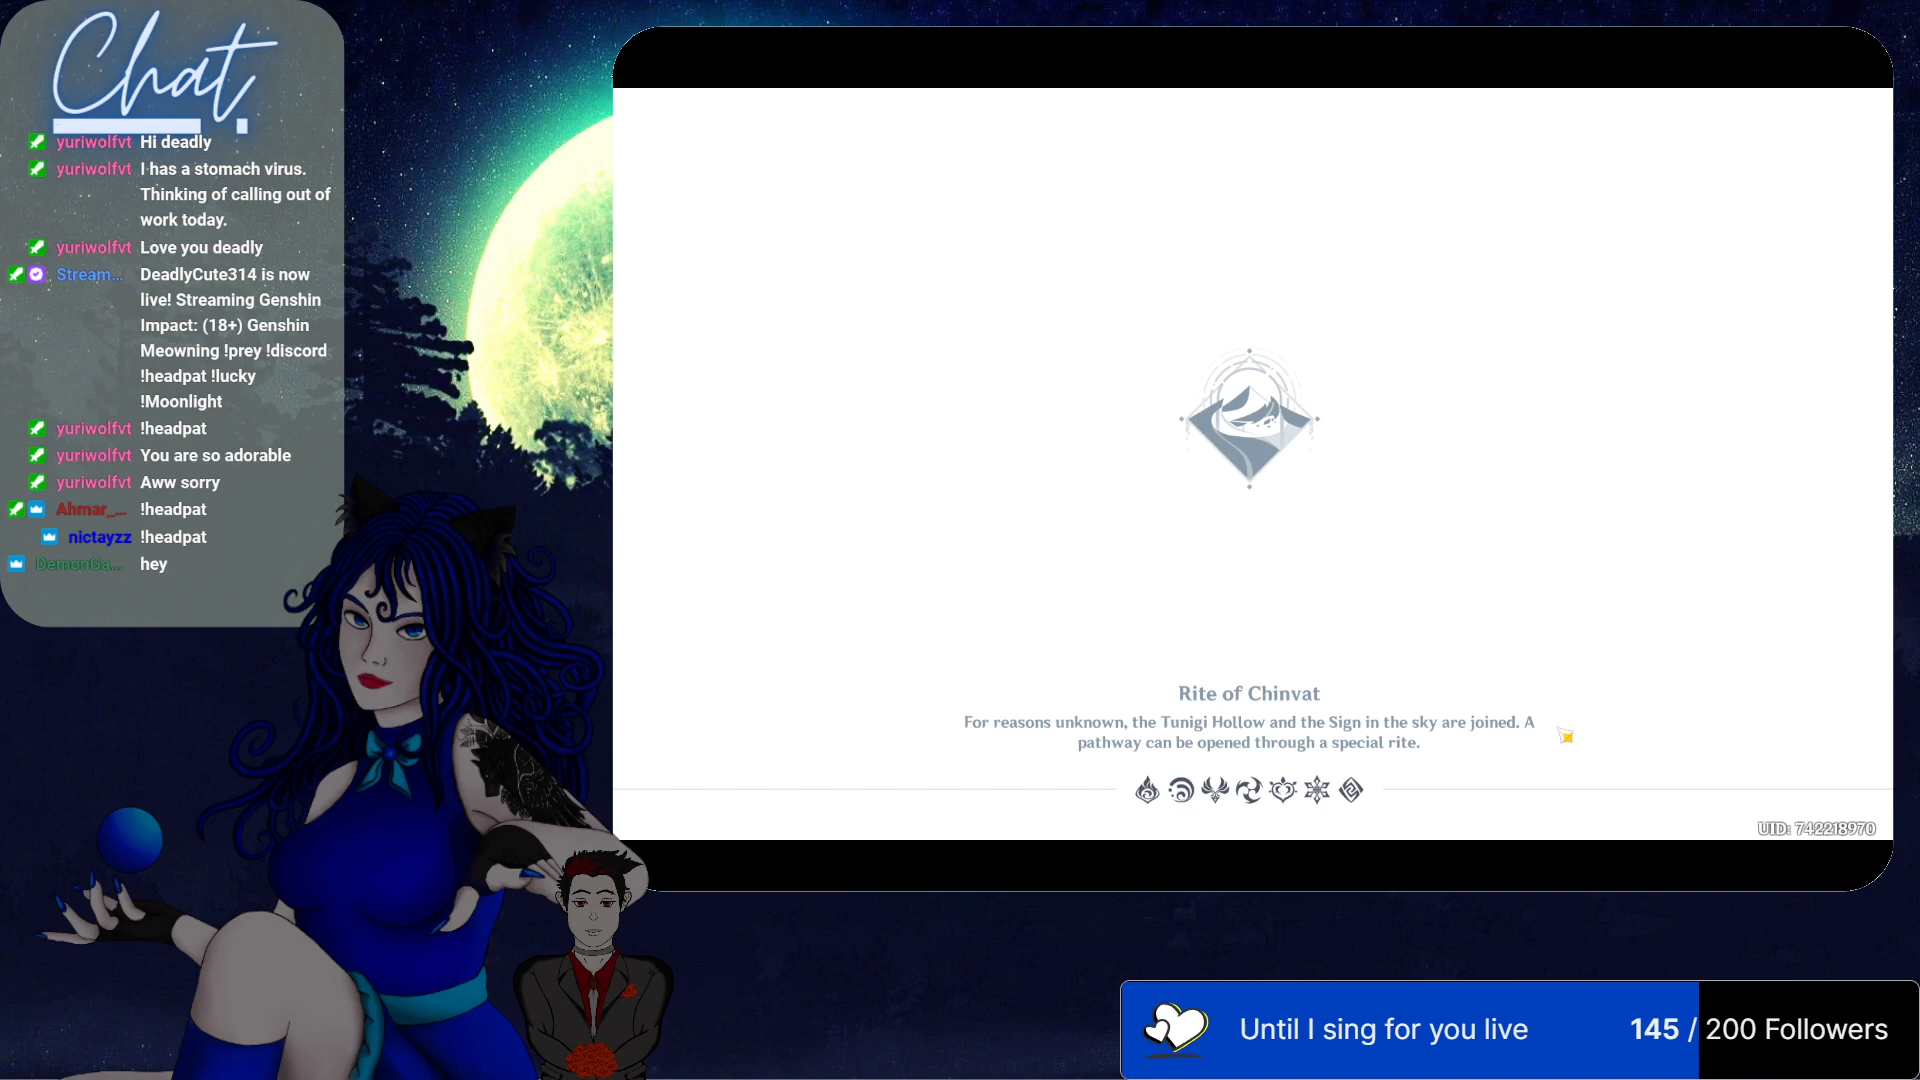 Chat.
yuriwolfvt Hi deadly
yuriwolfvt I has a stomach virus.
Thinking of calling out of
work today.
yuriwolfvt Love you deadly
Stream... DeadlyCute314 is now
live! Streaming Genshin
Impact: (18+) Genshin
Meowning !prey !discord
!headpat !lucky
!Moonlight
yuriwolfvt !headpat
yuriwolfvt You are so adorable
yuriwolfvt Aww sorry
Ahmar_... !headpat
nictayzz !headpat
DemonGa... hey
Rite of Chinvat
For reasons unknown, the Tunigi Hollow and the Sign in the sky are joined. A
pathway can be opened through a special rite.
UID: 742218970
Until I sing for you live 145 / 200 Followers